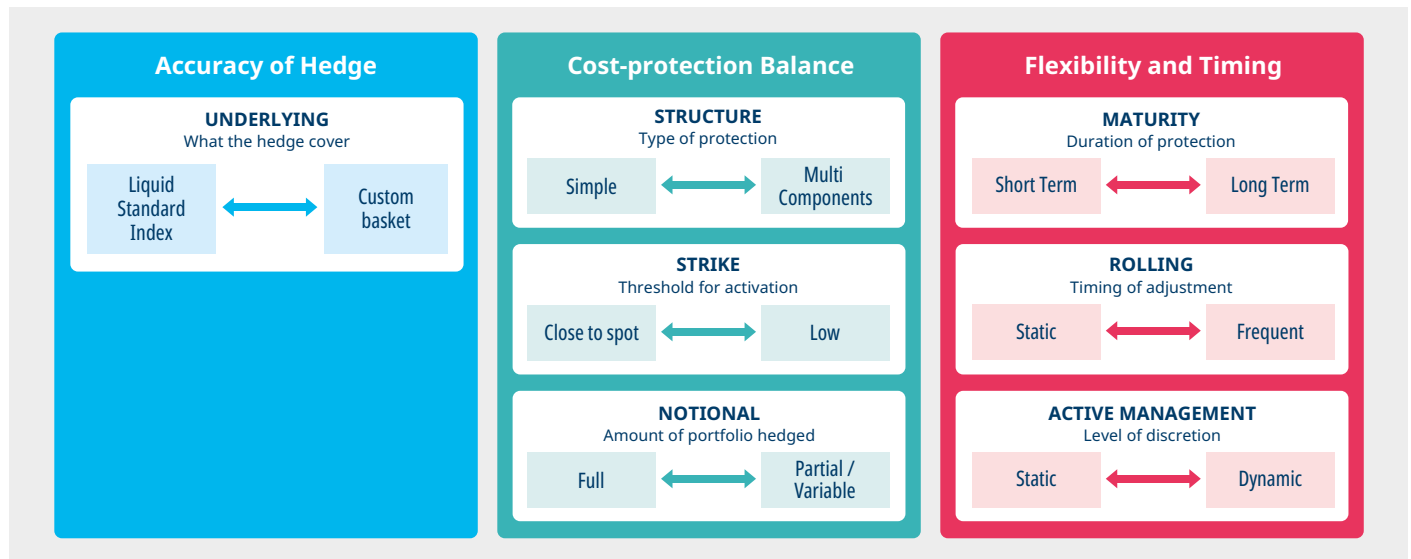 Accuracy of Hedge
UNDERLYING
What the hedge cover
Liquid
Standard
Index
Custom
basket
Cost-protection Balance
STRUCTURE
Type of protection
Simple
Multi
Components
STRIKE
Threshold for activation
Close to spot
Low
NOTIONAL
Amount of portfolio hedged
Full
Partial /
Variable
Flexibility and Timing
MATURITY
Duration of protection
Short Term
Long Term
ROLLING
Timing of adjustment
Static
Frequent
ACTIVE MANAGEMENT
Level of discretion
Static
Dynamic